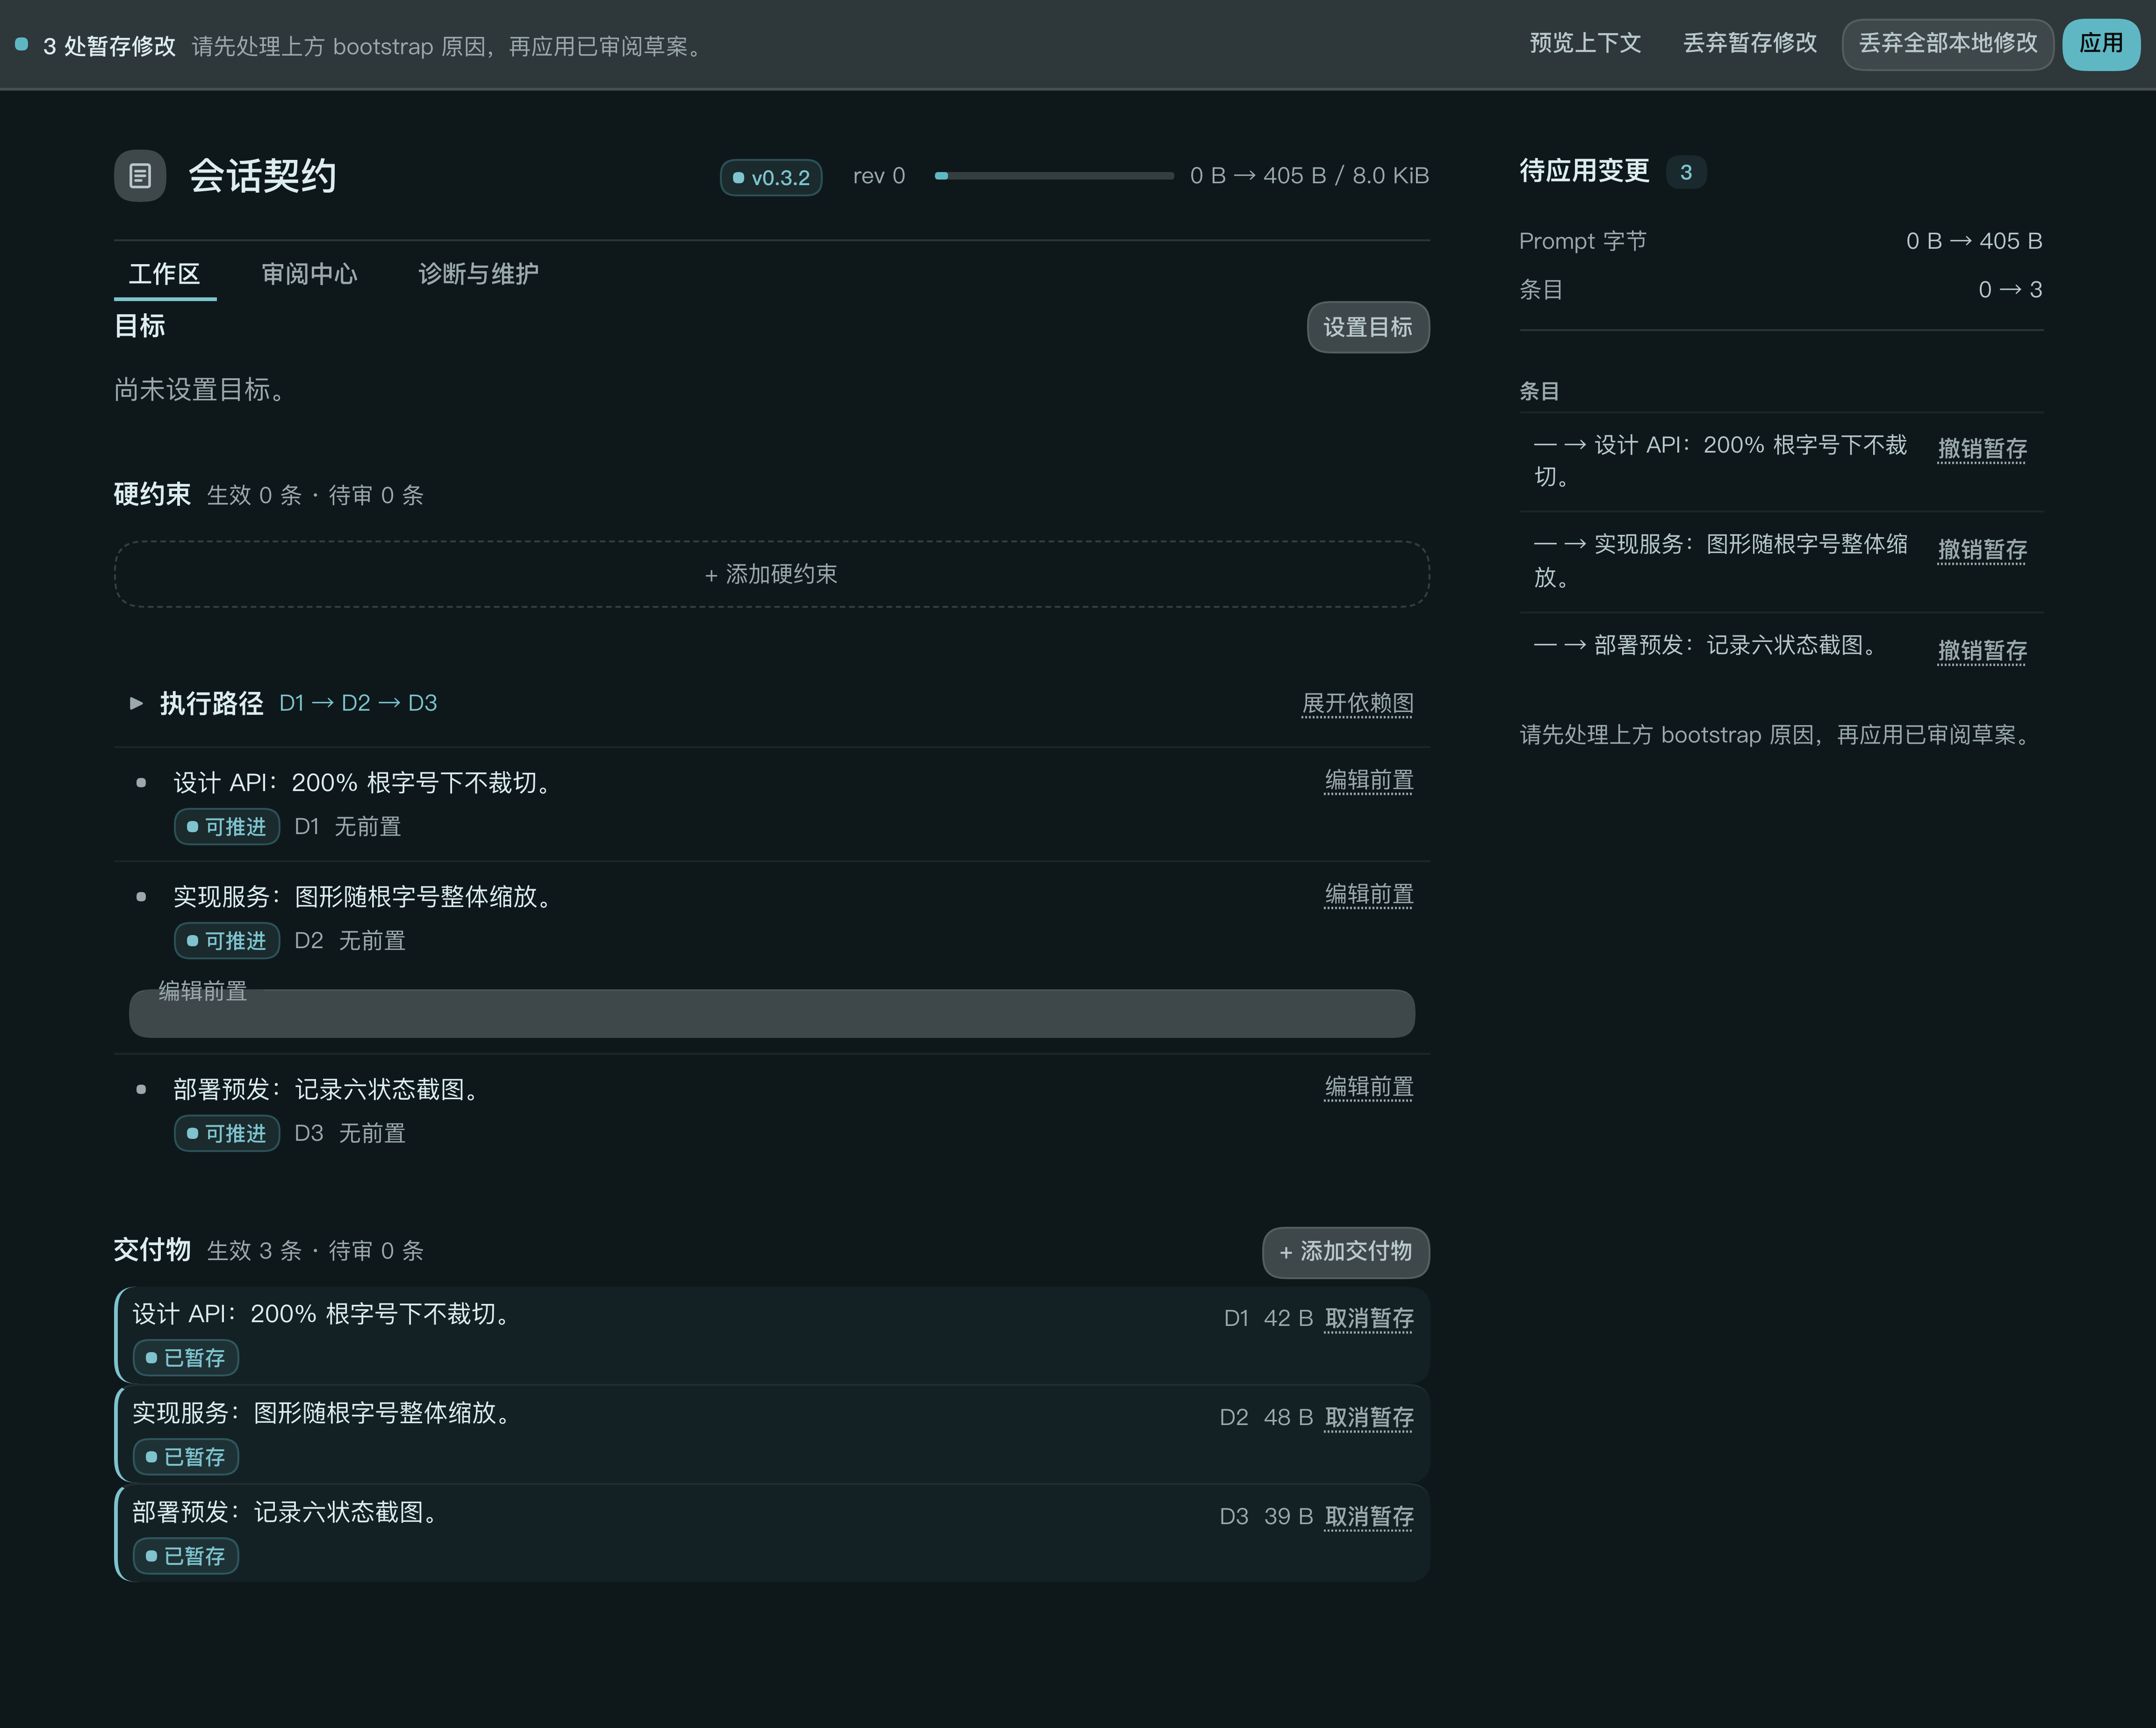 3 处暂存修改 请先处理上方 bootstrap 原因，再应用已审阅草案。 预览上下文 丢弃暂存修改 丢弃全部本地修改 应用
会话契约 v0.3.2 rev 0 0 B → 405 B / 8.0 KiB
工作区 审阅中心 诊断与维护
目标 设置目标
尚未设置目标。
硬约束 生效 0 条 · 待审 0 条
+ 添加硬约束
▸ 执行路径 D1 → D2 → D3 展开依赖图
设计 API：200% 根字号下不裁切。 编辑前置
可推进 D1 无前置
实现服务：图形随根字号整体缩放。 编辑前置
可推进 D2 无前置
编辑前置
部署预发：记录六状态截图。 编辑前置
可推进 D3 无前置
交付物 生效 3 条 · 待审 0 条 + 添加交付物
设计 API：200% 根字号下不裁切。 D1 42 B 取消暂存
已暂存
实现服务：图形随根字号整体缩放。 D2 48 B 取消暂存
已暂存
部署预发：记录六状态截图。 D3 39 B 取消暂存
已暂存
待应用变更 3
Prompt 字节 0 B → 405 B
条目 0 → 3
条目
— → 设计 API：200% 根字号下不裁 撤销暂存
切。
— → 实现服务：图形随根字号整体缩 撤销暂存
放。
— → 部署预发：记录六状态截图。 撤销暂存
请先处理上方 bootstrap 原因，再应用已审阅草案。